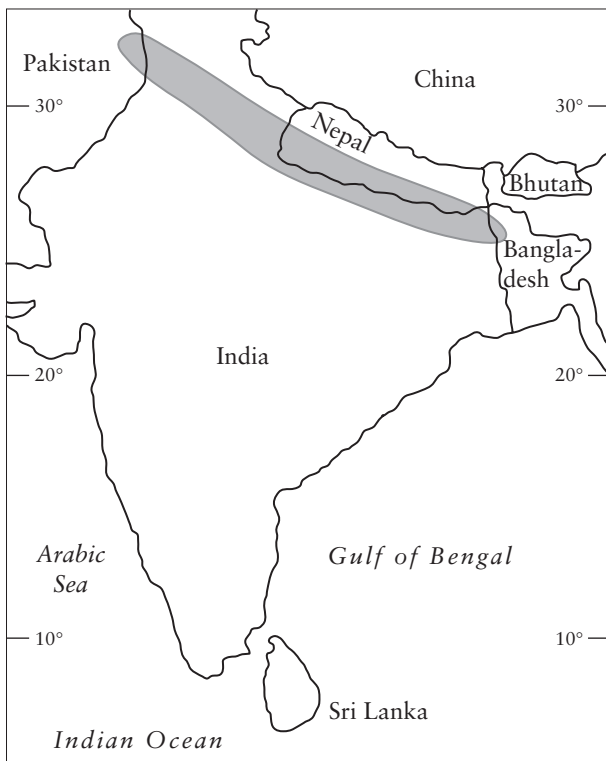 Pakistan
China
30°
30°
Nepal
Bhutan
Bangla-
desh
India
20°
20°
Arabic
Sea
Gulf of Bengal
10°
10°
Sri Lanka
Indian Ocean